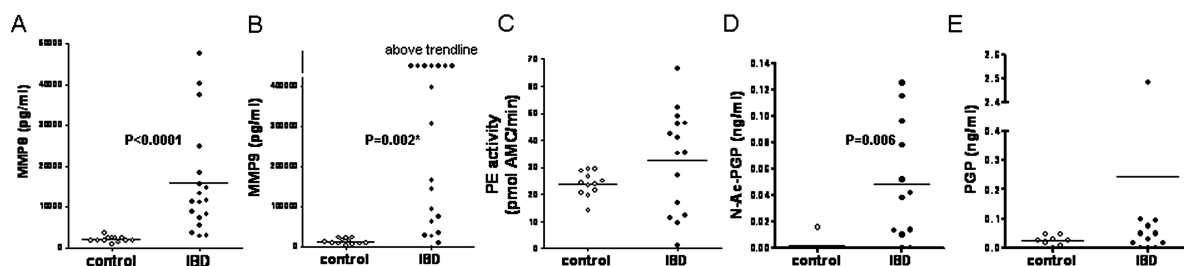 A
MMP8 (pg/ml)
50000
40000
30000
20000
10000
0
P<0.0001
control IBD
B
above trendline
MMP9 (pg/ml)
400000
300000
200000
100000
0
P=0.002*
control IBD
C
PE activity
(pmol AMC/min)
70
60
50
40
30
20
10
0
control IBD
D
N-Ac-PGP (ng/ml)
0.14
0.12
0.10
0.08
0.06
0.04
0.02
0.00
P=0.006
control IBD
E
PGP
(ng/ml)
2.6
2.5
2.4
0.4
0.3
0.2
0.1
0.0
control IBD